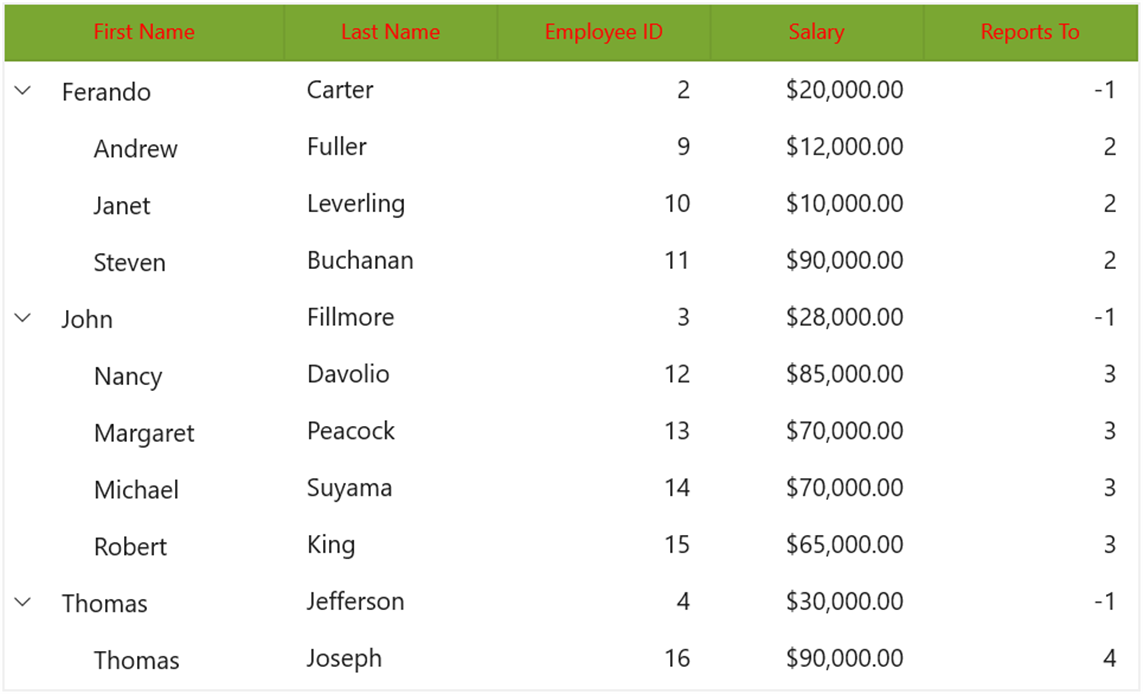 First Name Last Name Employee ID Salary Reports To
Ferando Carter 2 $20,000.00 -1
Andrew Fuller 9 $12,000.00 2
Janet Leverling 10 $10,000.00 2
Steven Buchanan 11 $90,000.00 2
John Fillmore 3 $28,000.00 -1
Nancy Davolio 12 $85,000.00 3
Margaret Peacock 13 $70,000.00 3
Michael Suyama 14 $70,000.00 3
Robert King 15 $65,000.00 3
Thomas Jefferson 4 $30,000.00 -1
Thomas Joseph 16 $90,000.00 4